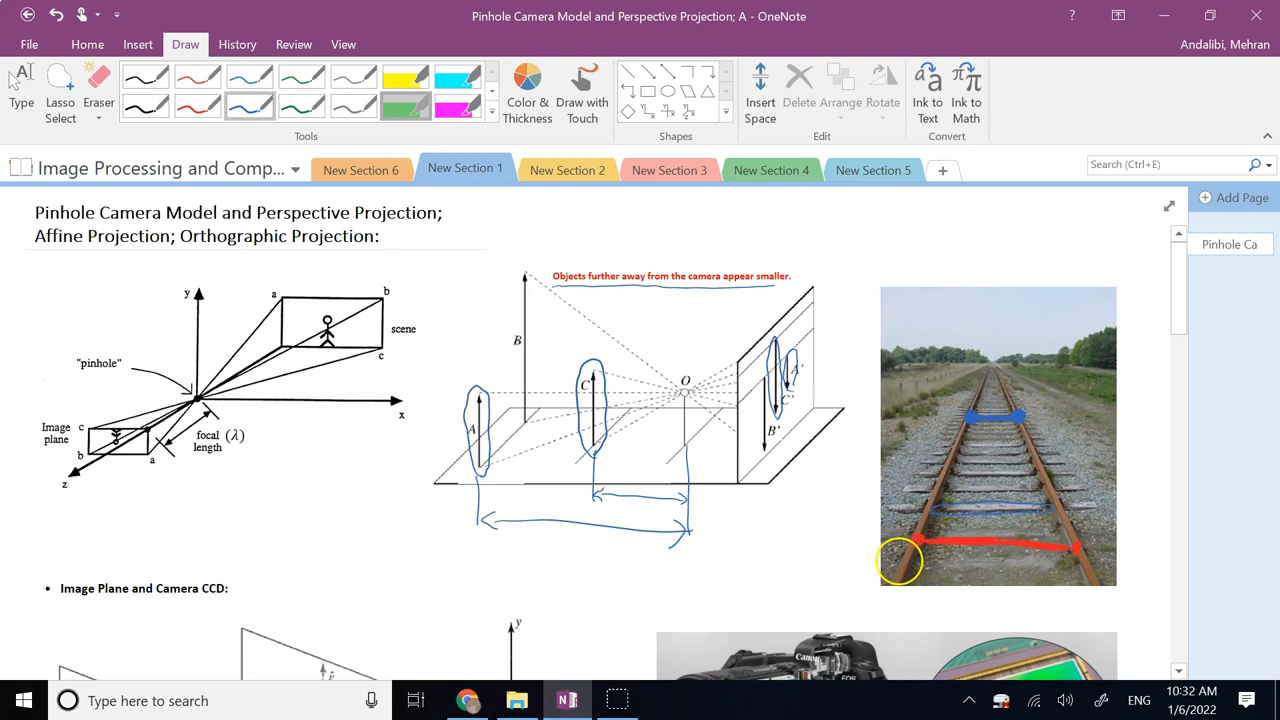 Pinhole Camera Model and Perspective Projection; A - OneNote
?
File Home Insert Draw History Review View
Andalibi, Mehran
Type Lasso Select Eraser
Color & Thickness Draw with Touch
Insert Space Delete Arrange Rotate
Ink to Text Ink to Math
Tools Shapes Edit Convert
Image Processing and Comp...
New Section 6 New Section 1 New Section 2 New Section 3 New Section 4 New Section 5
Search (Ctrl+E)
Add Page
Pinhole Ca
Pinhole Camera Model and Perspective Projection;
Affine Projection; Orthographic Projection:
y
a
b
scene
c
"pinhole"
x
Image plane
c
b
a
focal length (λ)
z
Objects further away from the camera appear smaller.
B
C
A
O
A'
C'
B'
• Image Plane and Camera CCD:
y
Canon
EOS
Type here to search
ENG
10:32 AM
1/6/2022